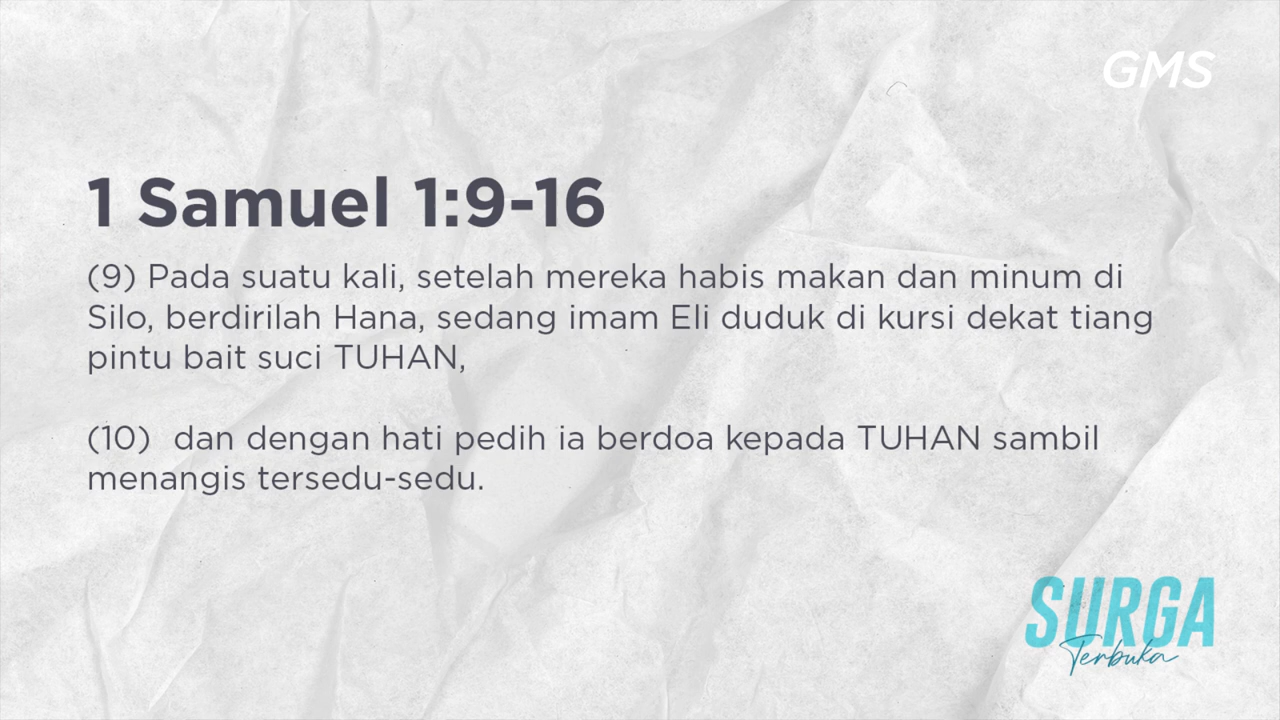 GMS
1 Samuel 1:9-16
(9) Pada suatu kali, setelah mereka habis makan dan minum di
Silo, berdirilah Hana, sedang imam Eli duduk di kursi dekat tiang
pintu bait suci TUHAN,
(10)  dan dengan hati pedih ia berdoa kepada TUHAN sambil
menangis tersedu-sedu.
SURGA
Terbuka